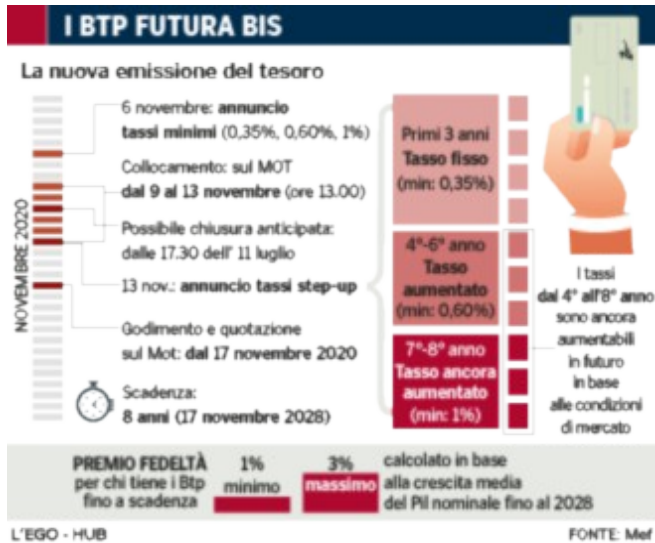 I BTP FUTURA BIS
La nuova emissione del tesoro
NOVEMBRE 2020
6 novembre: annuncio
tassi minimi (0,35%, 0,60%, 1%)
Collocamento: sul MOT
dal 9 al 13 novembre (ore 13.00)
Possibile chiusura anticipata:
dalle 17.30 dell' 11 luglio
13 nov.: annuncio tassi step-up
Godimento e quotazione
sul Mot: dal 17 novembre 2020
Scadenza:
8 anni (17 novembre 2028)
Primi 3 anni
Tasso fisso
(min: 0,35%)
4°-6° anno
Tasso
aumentato
(min: 0,60%)
7°-8° anno
Tasso ancora
aumentato
(min: 1%)
I tassi
dal 4° all'8° anno
sono ancora
aumentabili
in futuro
in base
alle condizioni
di mercato
PREMIO FEDELTÀ
per chi tiene i Btp
fino a scadenza
1%
minimo
3%
massimo
calcolato in base
alla crescita media
del Pil nominale fino al 2028
L'EGO - HUB
FONTE: Mef